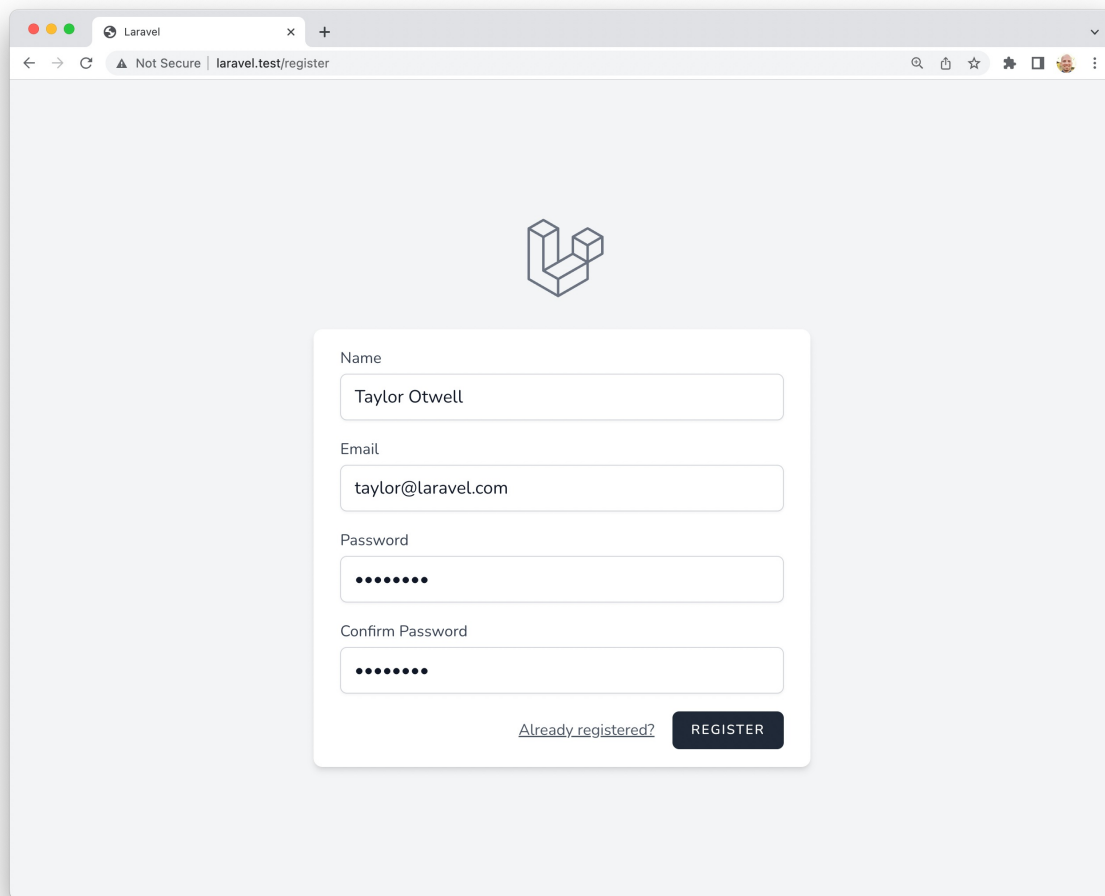 Laravel
Not Secure | laravel.test/register
Name
Taylor Otwell
Email
taylor@laravel.com
Password
••••••••
Confirm Password
••••••••
Already registered? REGISTER